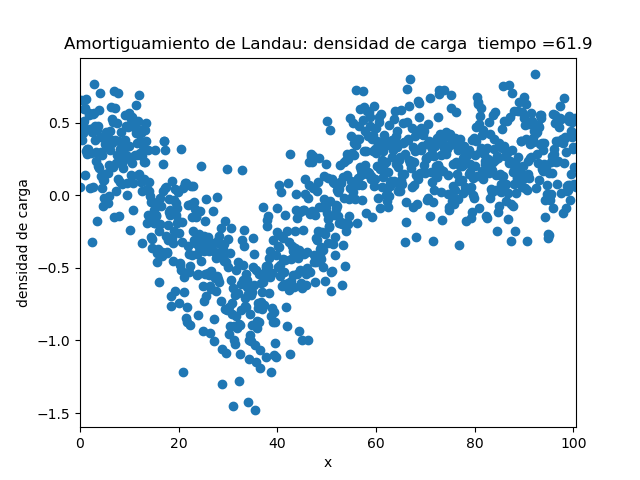 Amortiguamiento de Landau: densidad de carga  tiempo =61.9
densidad de carga
0.5
0.0
−0.5
−1.0
−1.5
0 20 40 60 80 100
x